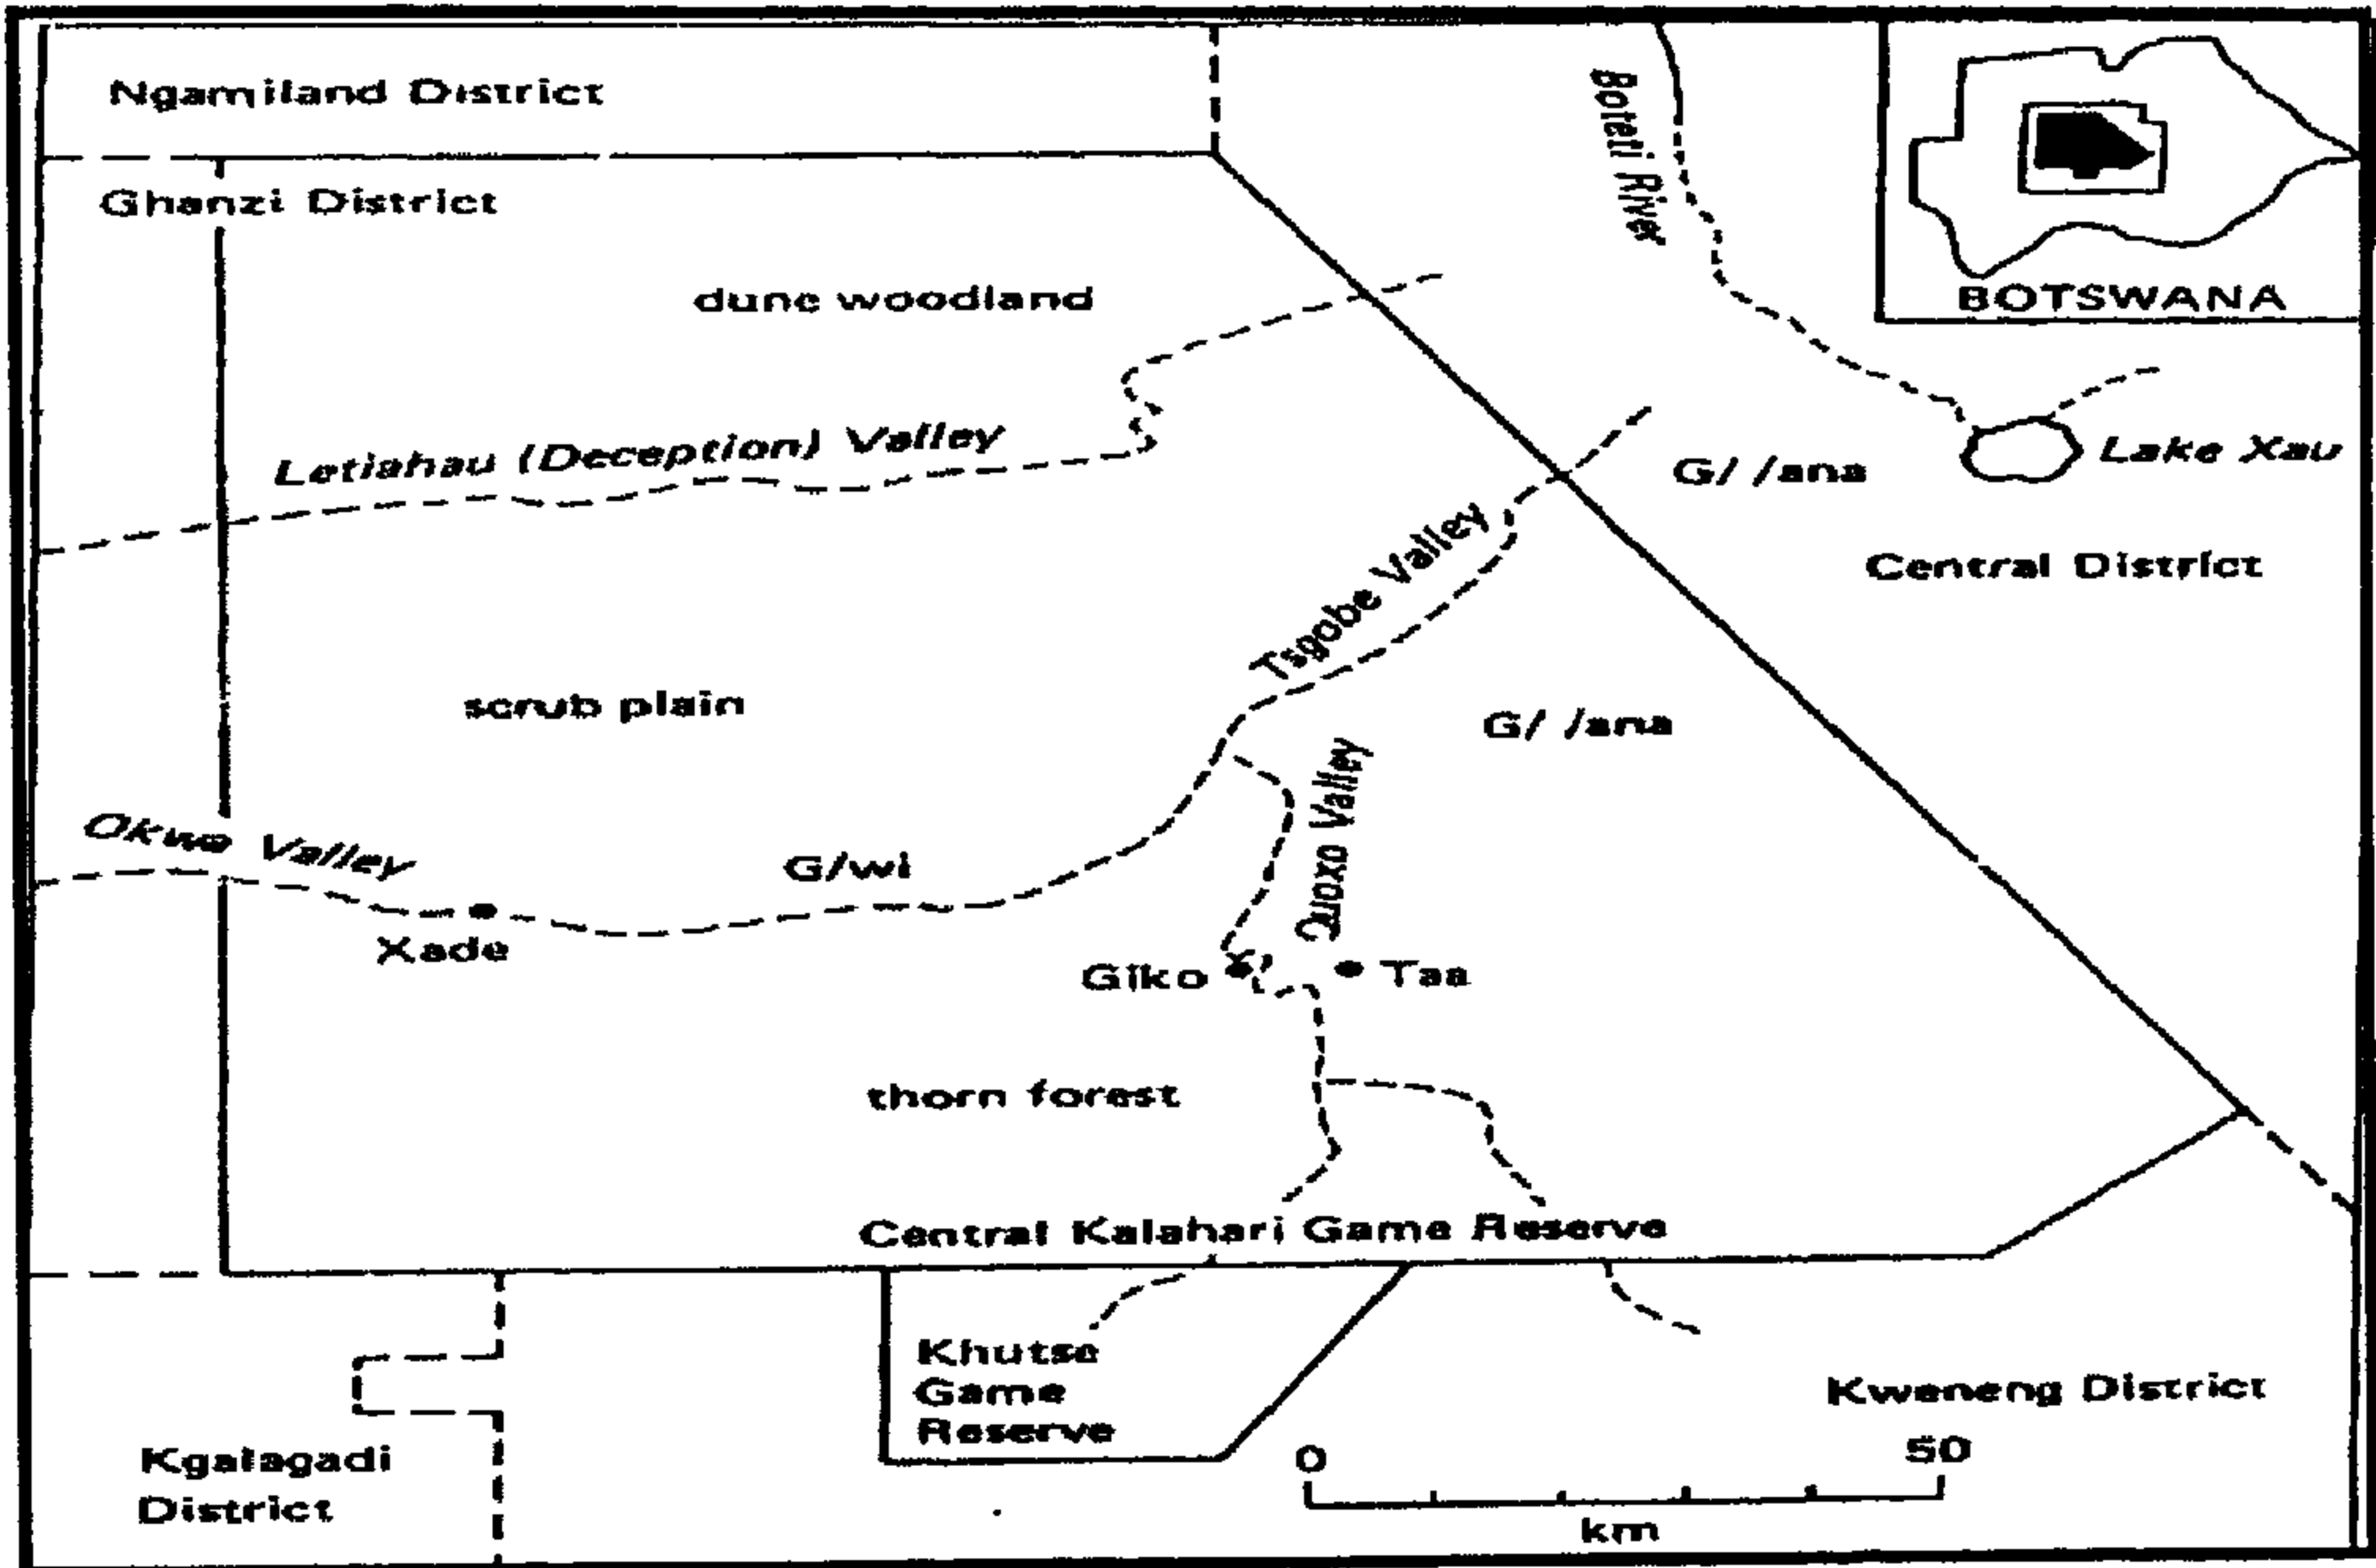 Ngamiland District
Boteti River
BOTSWANA
Ghanzi District
dune woodland
Letiahau (Deception) Valley
Lake Xau
G/ /ana
Tsgobe Valley
Central District
scrub plain
G/ /ana
Okwa Valley
G/wi
Quoxo Valley
Xade
Giko
Taa
thorn forest
Central Kalahari Game Reserve
Khutse
Game
Reserve
Kweneng District
Kgalagadi
District
0
50
km